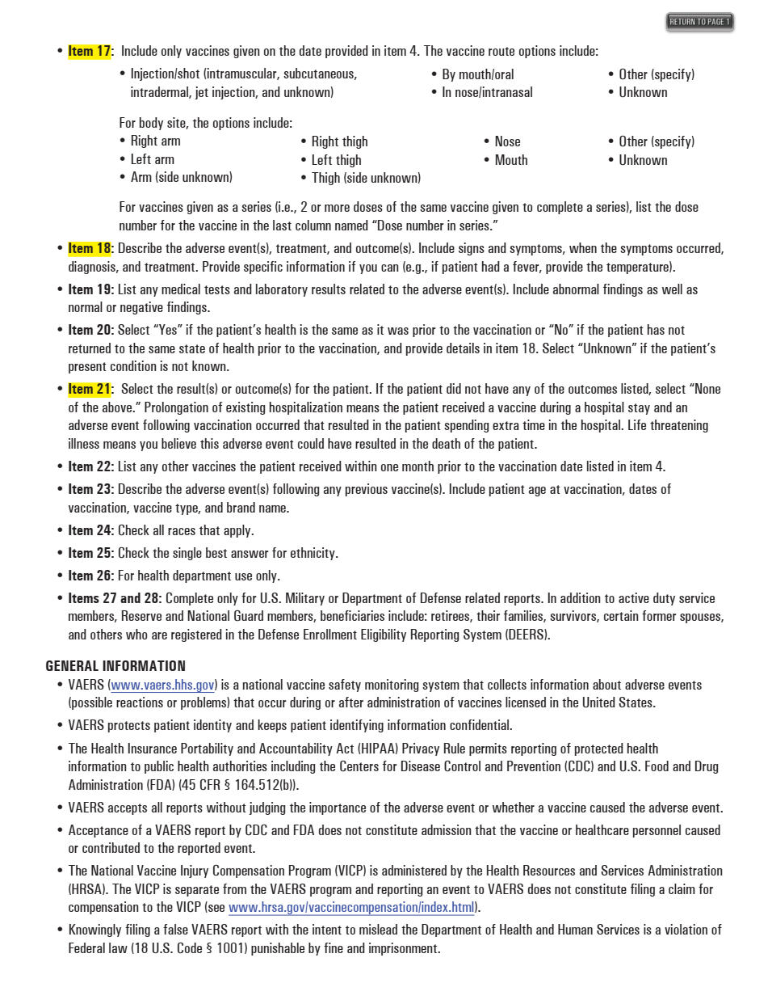 RETURN TO PAGE 1
• Item 17:  Include only vaccines given on the date provided in item 4. The vaccine route options include:
• Injection/shot (intramuscular, subcutaneous,
intradermal, jet injection, and unknown)
• By mouth/oral
• In nose/intranasal
• Other (specify)
• Unknown
For body site, the options include:
• Right arm
• Left arm
• Arm (side unknown)
• Right thigh
• Left thigh
• Thigh (side unknown)
• Nose
• Mouth
• Other (specify)
• Unknown
For vaccines given as a series (i.e., 2 or more doses of the same vaccine given to complete a series), list the dose
number for the vaccine in the last column named “Dose number in series.”
• Item 18: Describe the adverse event(s), treatment, and outcome(s). Include signs and symptoms, when the symptoms occurred,
diagnosis, and treatment. Provide specific information if you can (e.g., if patient had a fever, provide the temperature).
• Item 19: List any medical tests and laboratory results related to the adverse event(s). Include abnormal findings as well as
normal or negative findings.
• Item 20: Select “Yes” if the patient’s health is the same as it was prior to the vaccination or “No” if the patient has not
returned to the same state of health prior to the vaccination, and provide details in item 18. Select “Unknown” if the patient’s
present condition is not known.
• Item 21:  Select the result(s) or outcome(s) for the patient. If the patient did not have any of the outcomes listed, select “None
of the above.” Prolongation of existing hospitalization means the patient received a vaccine during a hospital stay and an
adverse event following vaccination occurred that resulted in the patient spending extra time in the hospital. Life threatening
illness means you believe this adverse event could have resulted in the death of the patient.
• Item 22: List any other vaccines the patient received within one month prior to the vaccination date listed in item 4.
• Item 23: Describe the adverse event(s) following any previous vaccine(s). Include patient age at vaccination, dates of
vaccination, vaccine type, and brand name.
• Item 24: Check all races that apply.
• Item 25: Check the single best answer for ethnicity.
• Item 26: For health department use only.
• Items 27 and 28: Complete only for U.S. Military or Department of Defense related reports. In addition to active duty service
members, Reserve and National Guard members, beneficiaries include: retirees, their families, survivors, certain former spouses,
and others who are registered in the Defense Enrollment Eligibility Reporting System (DEERS).
GENERAL INFORMATION
• VAERS (www.vaers.hhs.gov) is a national vaccine safety monitoring system that collects information about adverse events
(possible reactions or problems) that occur during or after administration of vaccines licensed in the United States.
• VAERS protects patient identity and keeps patient identifying information confidential.
• The Health Insurance Portability and Accountability Act (HIPAA) Privacy Rule permits reporting of protected health
information to public health authorities including the Centers for Disease Control and Prevention (CDC) and U.S. Food and Drug
Administration (FDA) (45 CFR § 164.512(b)).
• VAERS accepts all reports without judging the importance of the adverse event or whether a vaccine caused the adverse event.
• Acceptance of a VAERS report by CDC and FDA does not constitute admission that the vaccine or healthcare personnel caused
or contributed to the reported event.
• The National Vaccine Injury Compensation Program (VICP) is administered by the Health Resources and Services Administration
(HRSA). The VICP is separate from the VAERS program and reporting an event to VAERS does not constitute filing a claim for
compensation to the VICP (see www.hrsa.gov/vaccinecompensation/index.html).
• Knowingly filing a false VAERS report with the intent to mislead the Department of Health and Human Services is a violation of
Federal law (18 U.S. Code § 1001) punishable by fine and imprisonment.